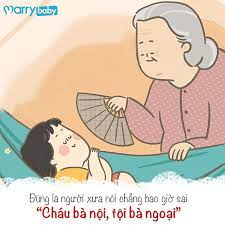 marry baby
Đúng là người xưa nói chẳng bao giờ sai
“Cháu bà nội, tội bà ngoại”